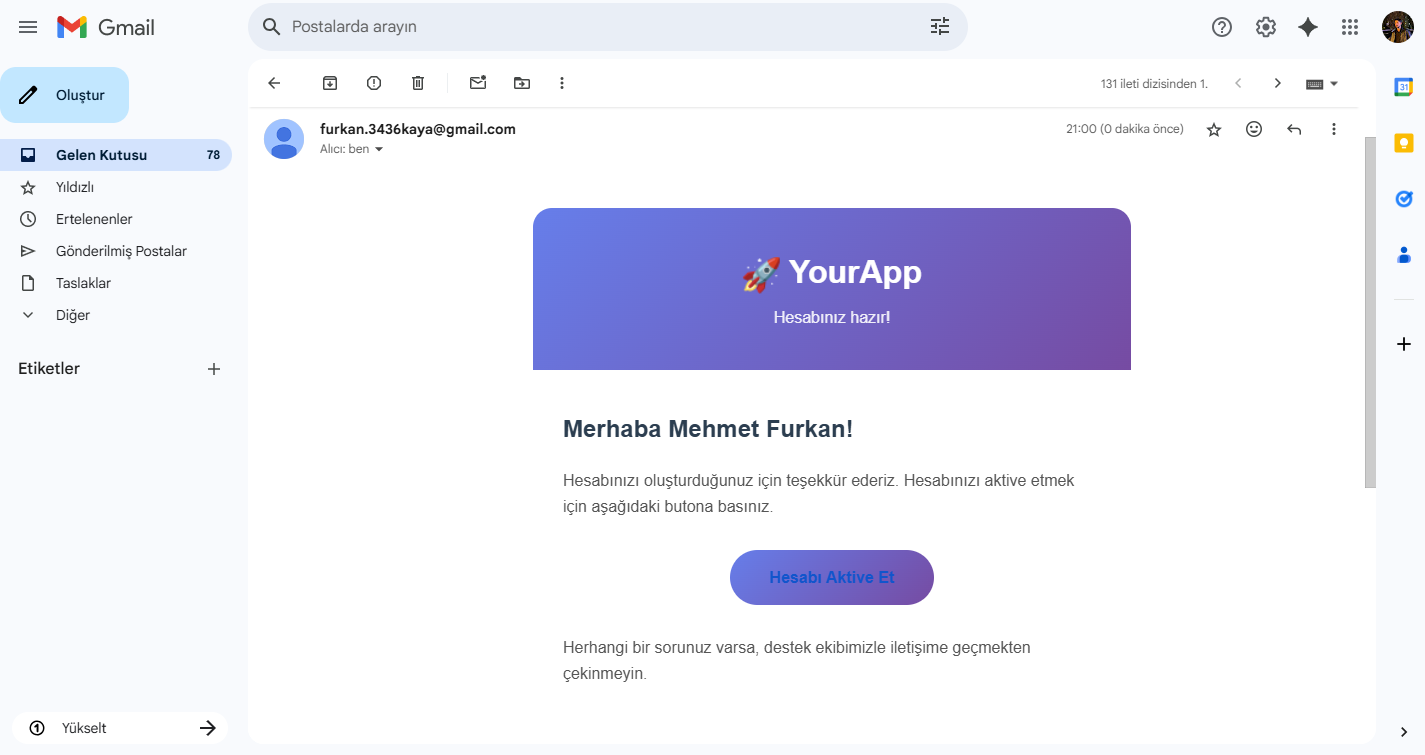 Gmail
Postalarda arayın
Oluştur
Gelen Kutusu 78
Yıldızlı
Ertelenenler
Gönderilmiş Postalar
Taslaklar
Diğer
Etiketler
Yükselt
131 ileti dizisinden 1.
furkan.3436kaya@gmail.com
21:00 (0 dakika önce)
Alıcı: ben
🚀 YourApp
Hesabınız hazır!
Merhaba Mehmet Furkan!
Hesabınızı oluşturduğunuz için teşekkür ederiz. Hesabınızı aktive etmek
için aşağıdaki butona basınız.
Hesabı Aktive Et
Herhangi bir sorunuz varsa, destek ekibimizle iletişime geçmekten
çekinmeyin.
31